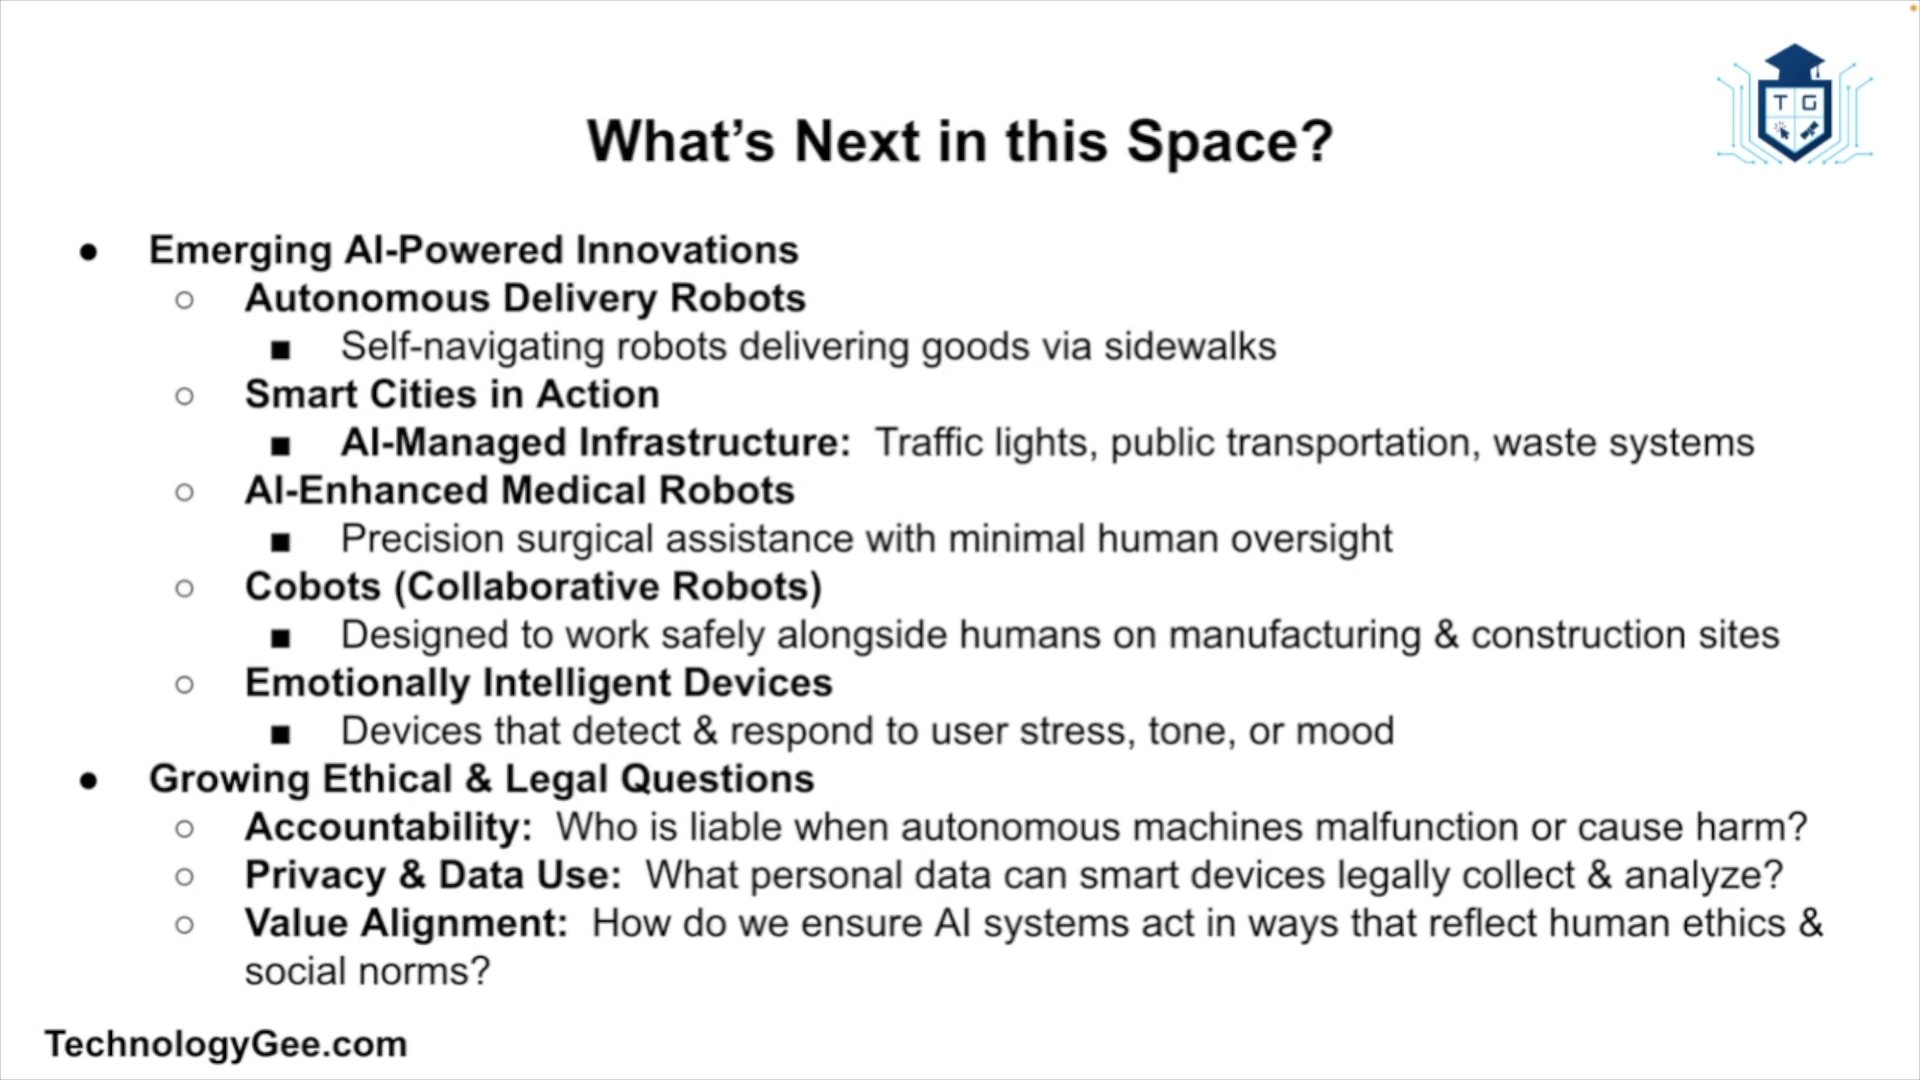 T G
What's Next in this Space?
● Emerging AI-Powered Innovations
○ Autonomous Delivery Robots
■ Self-navigating robots delivering goods via sidewalks
○ Smart Cities in Action
■ AI-Managed Infrastructure: Traffic lights, public transportation, waste systems
○ AI-Enhanced Medical Robots
■ Precision surgical assistance with minimal human oversight
○ Cobots (Collaborative Robots)
■ Designed to work safely alongside humans on manufacturing & construction sites
○ Emotionally Intelligent Devices
■ Devices that detect & respond to user stress, tone, or mood
● Growing Ethical & Legal Questions
○ Accountability: Who is liable when autonomous machines malfunction or cause harm?
○ Privacy & Data Use: What personal data can smart devices legally collect & analyze?
○ Value Alignment: How do we ensure AI systems act in ways that reflect human ethics &
social norms?
TechnologyGee.com